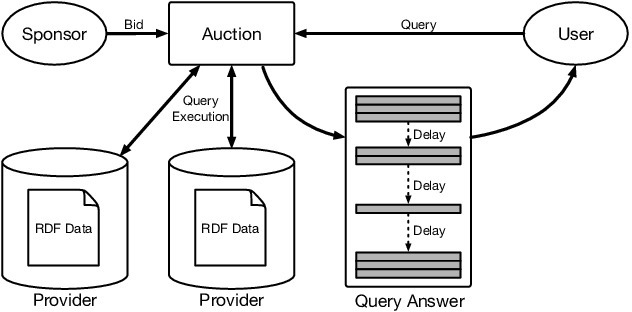 Sponsor
Bid
Auction
Query
User
Query
Execution
Delay
Delay
Delay
RDF Data
RDF Data
Provider
Provider
Query Answer